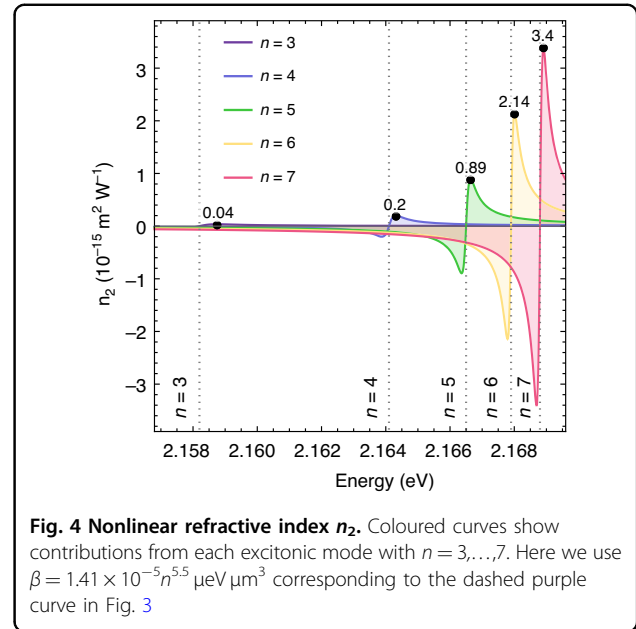 n = 3
n = 4
n = 5
n = 6
n = 7
3.4
2.14
0.89
0.2
0.04
3
2
1
0
−1
−2
−3
n₂ (10⁻¹⁵ m² W⁻¹)
n = 3
n = 4
n = 5
n = 6
n = 7
2.158 2.160 2.162 2.164 2.166 2.168
Energy (eV)
Fig. 4 Nonlinear refractive index n₂. Coloured curves show
contributions from each excitonic mode with n = 3,…,7. Here we use
β = 1.41 × 10⁻⁵n⁵·⁵ µeV µm³ corresponding to the dashed purple
curve in Fig. 3